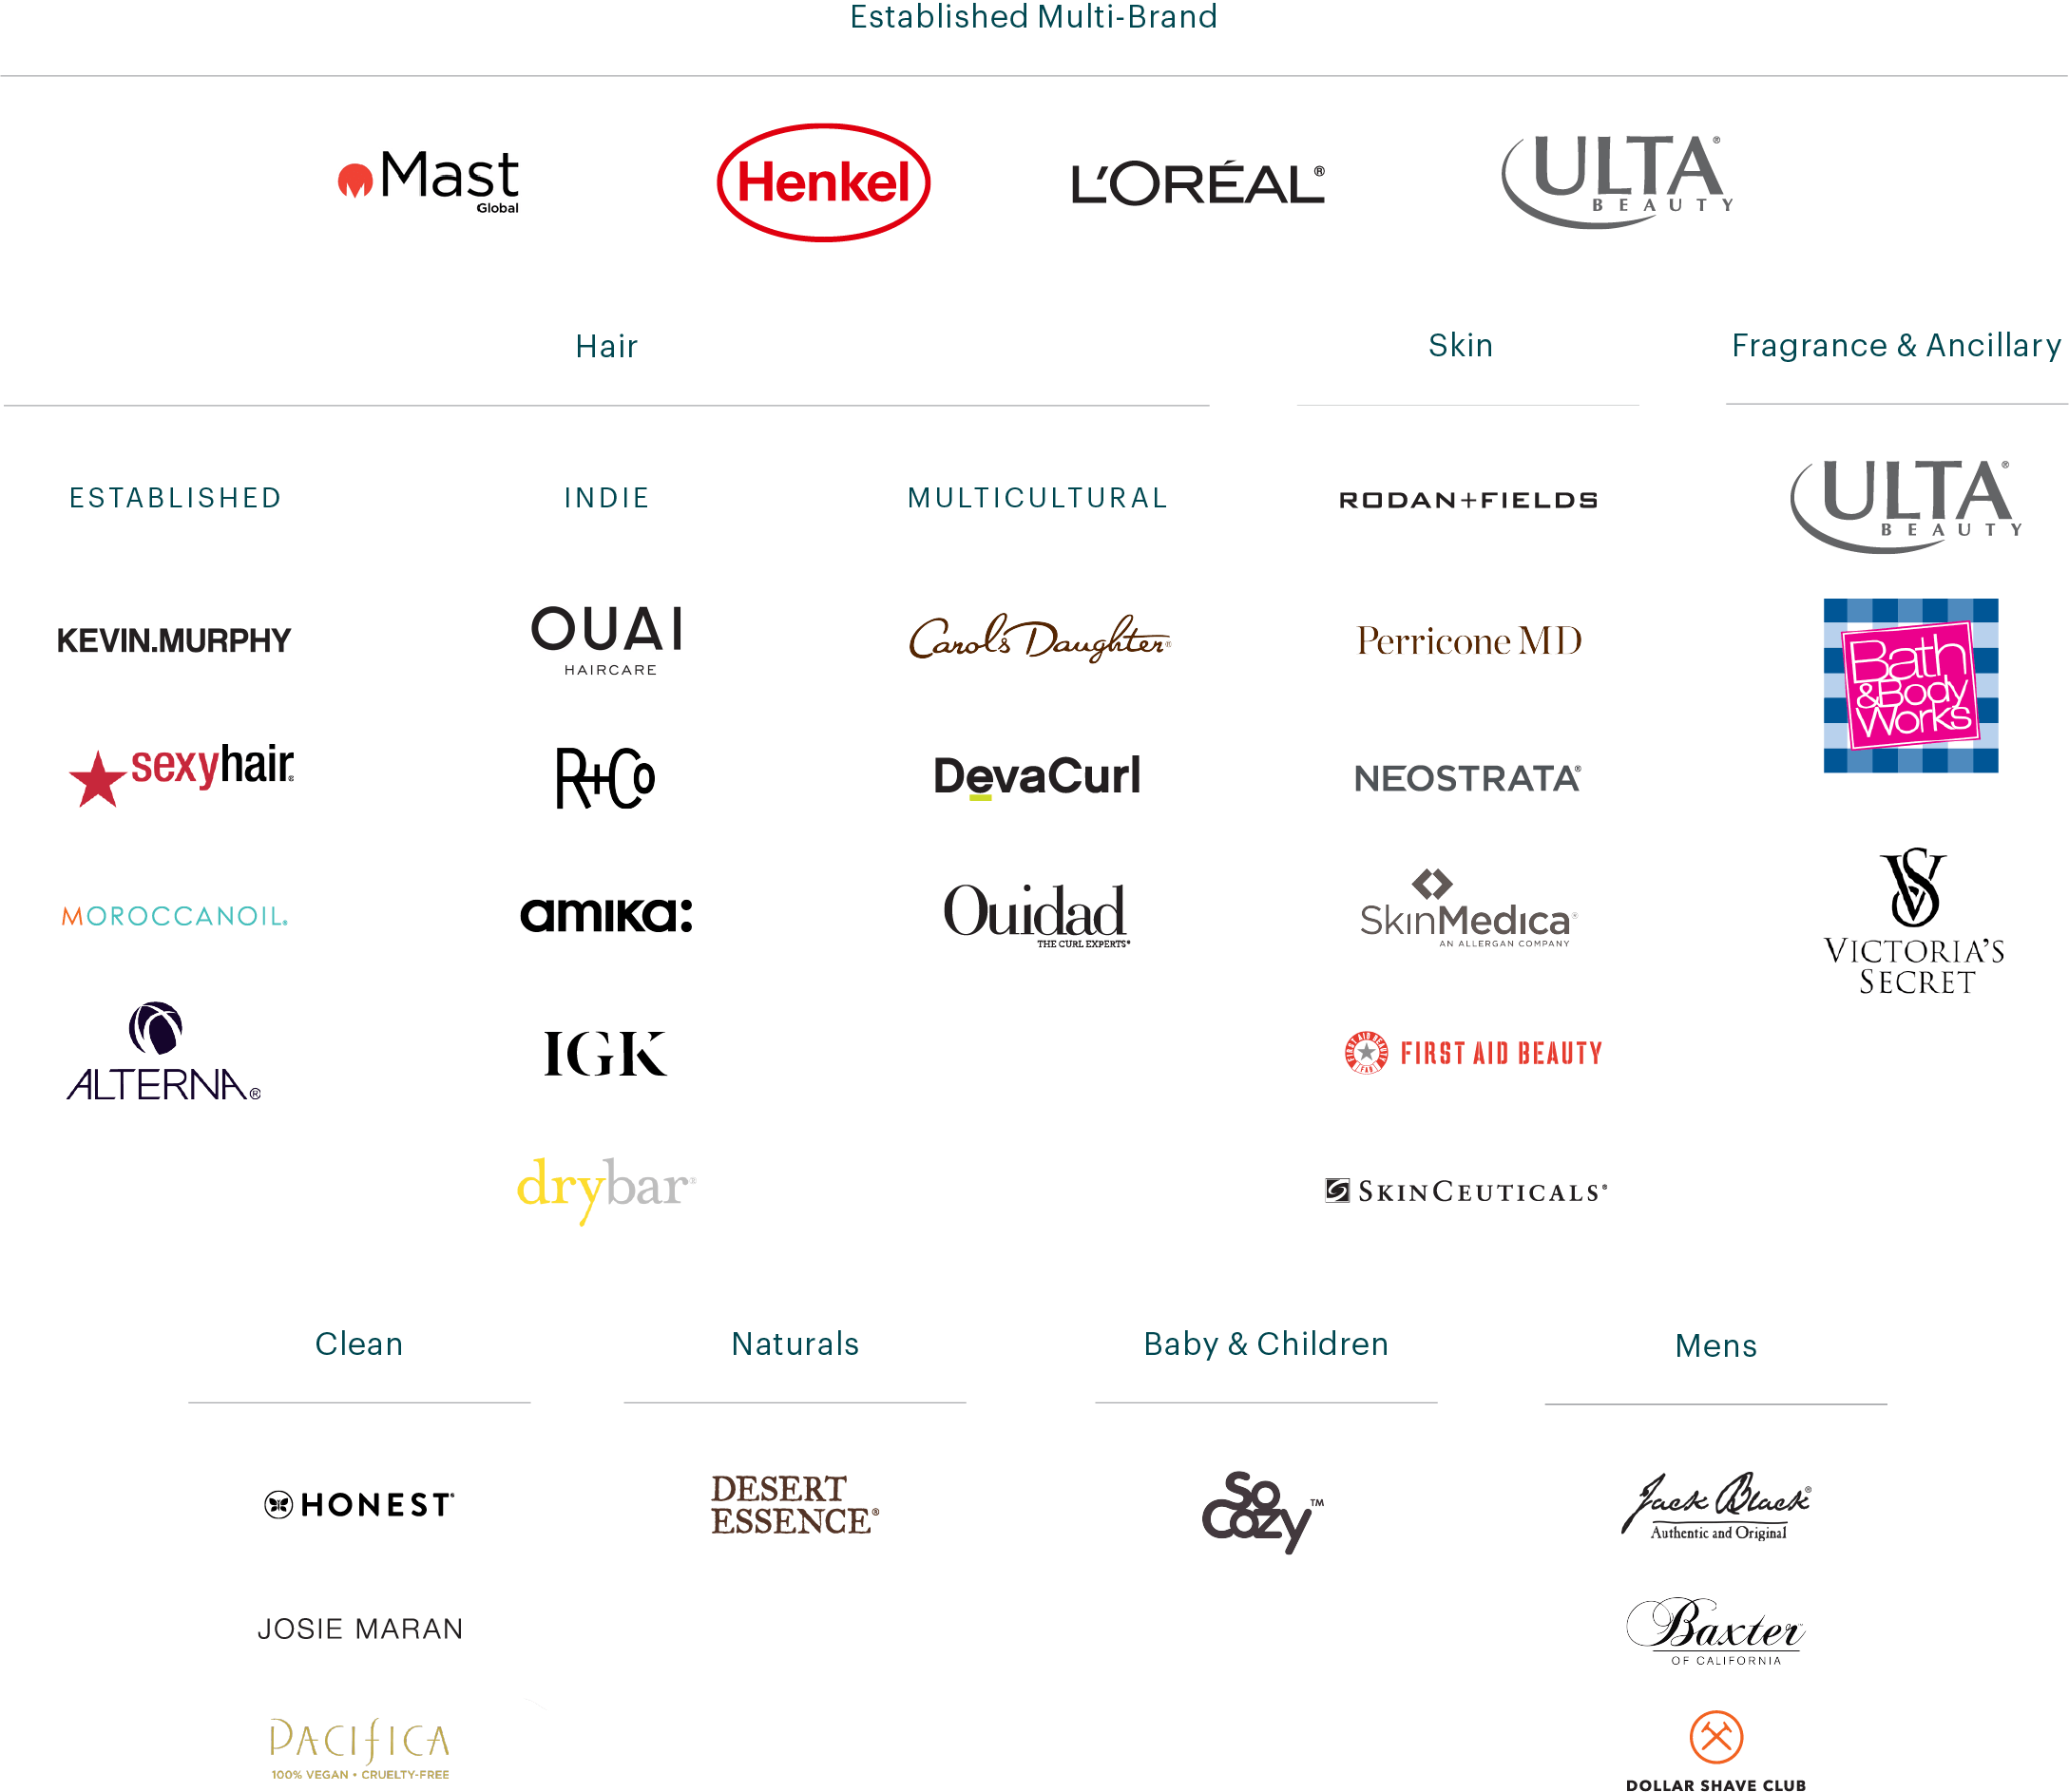 Established Multi-Brand
Mast
Global
Henkel
L'ORÉAL®
ULTA®
BEAUTY
Hair
ESTABLISHED
KEVIN.MURPHY
sexyhair®
MOROCCANOIL®
ALTERNA®
INDIE
OUAI
HAIRCARE
R+Co
amika:
IGK
drybar®
MULTICULTURAL
Carol's Daughter®
DevaCurl
Ouidad
THE CURL EXPERTS®
Skin
RODAN+FIELDS
Perricone MD
NEOSTRATA®
SkinMedica®
AN ALLERGAN COMPANY
FIRST AID BEAUTY
FAB
FIRST AID BEAUTY
SKINCEUTICALS®
Fragrance & Ancillary
ULTA®
BEAUTY
Bath
&Body
Works
VS
VICTORIA'S
SECRET
Clean
HONEST®
JOSIE MARAN
PACIFICA
100% VEGAN • CRUELTY-FREE
Naturals
DESERT
ESSENCE®
Baby & Children
So
Cozy™
Mens
Jack Black®
Authentic and Original
Baxter
OF CALIFORNIA
DOLLAR SHAVE CLUB